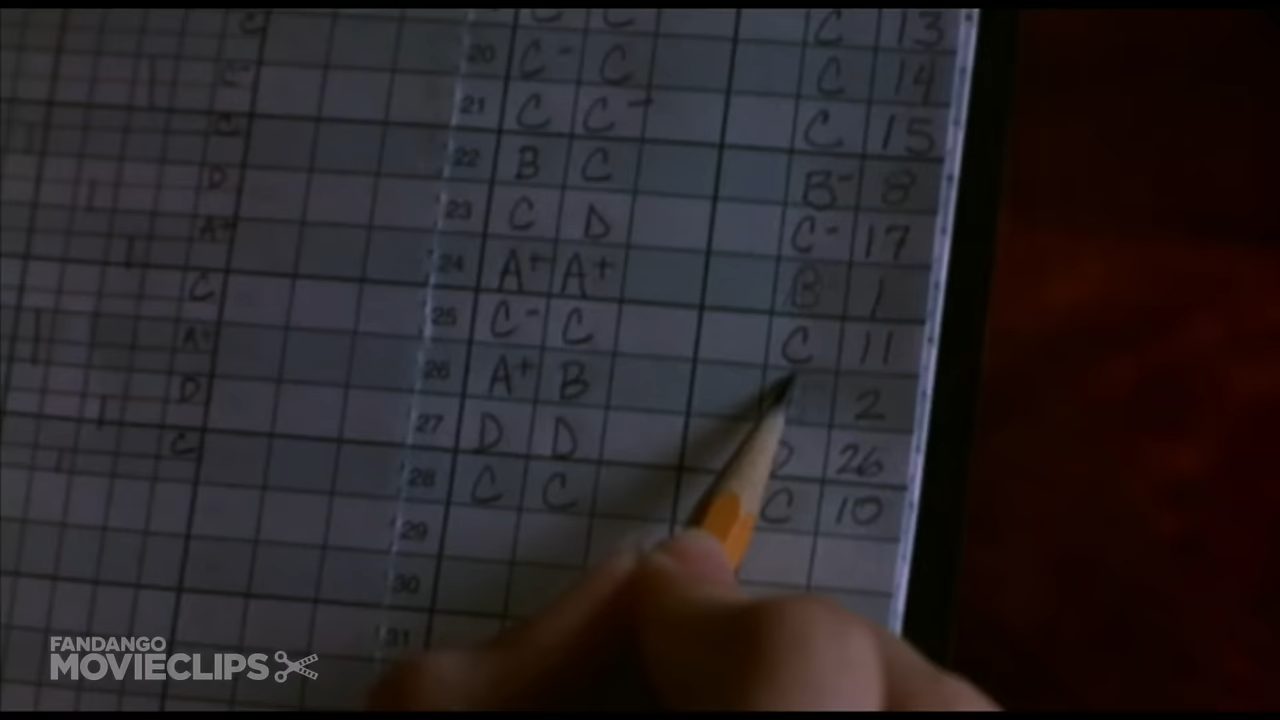 C C C 13
C 20 C- C C 14
C- 21 C C- C 15
C 22 B C B- 8
D 23 C D C- 17
A+ 24 A+ A+ B 1
C 25 C- C C 11
A+ 26 A+ B 2
D 27 D D D 26
C 28 C C C 10
29
30
31
FANDANGO
MOVIECLIPS